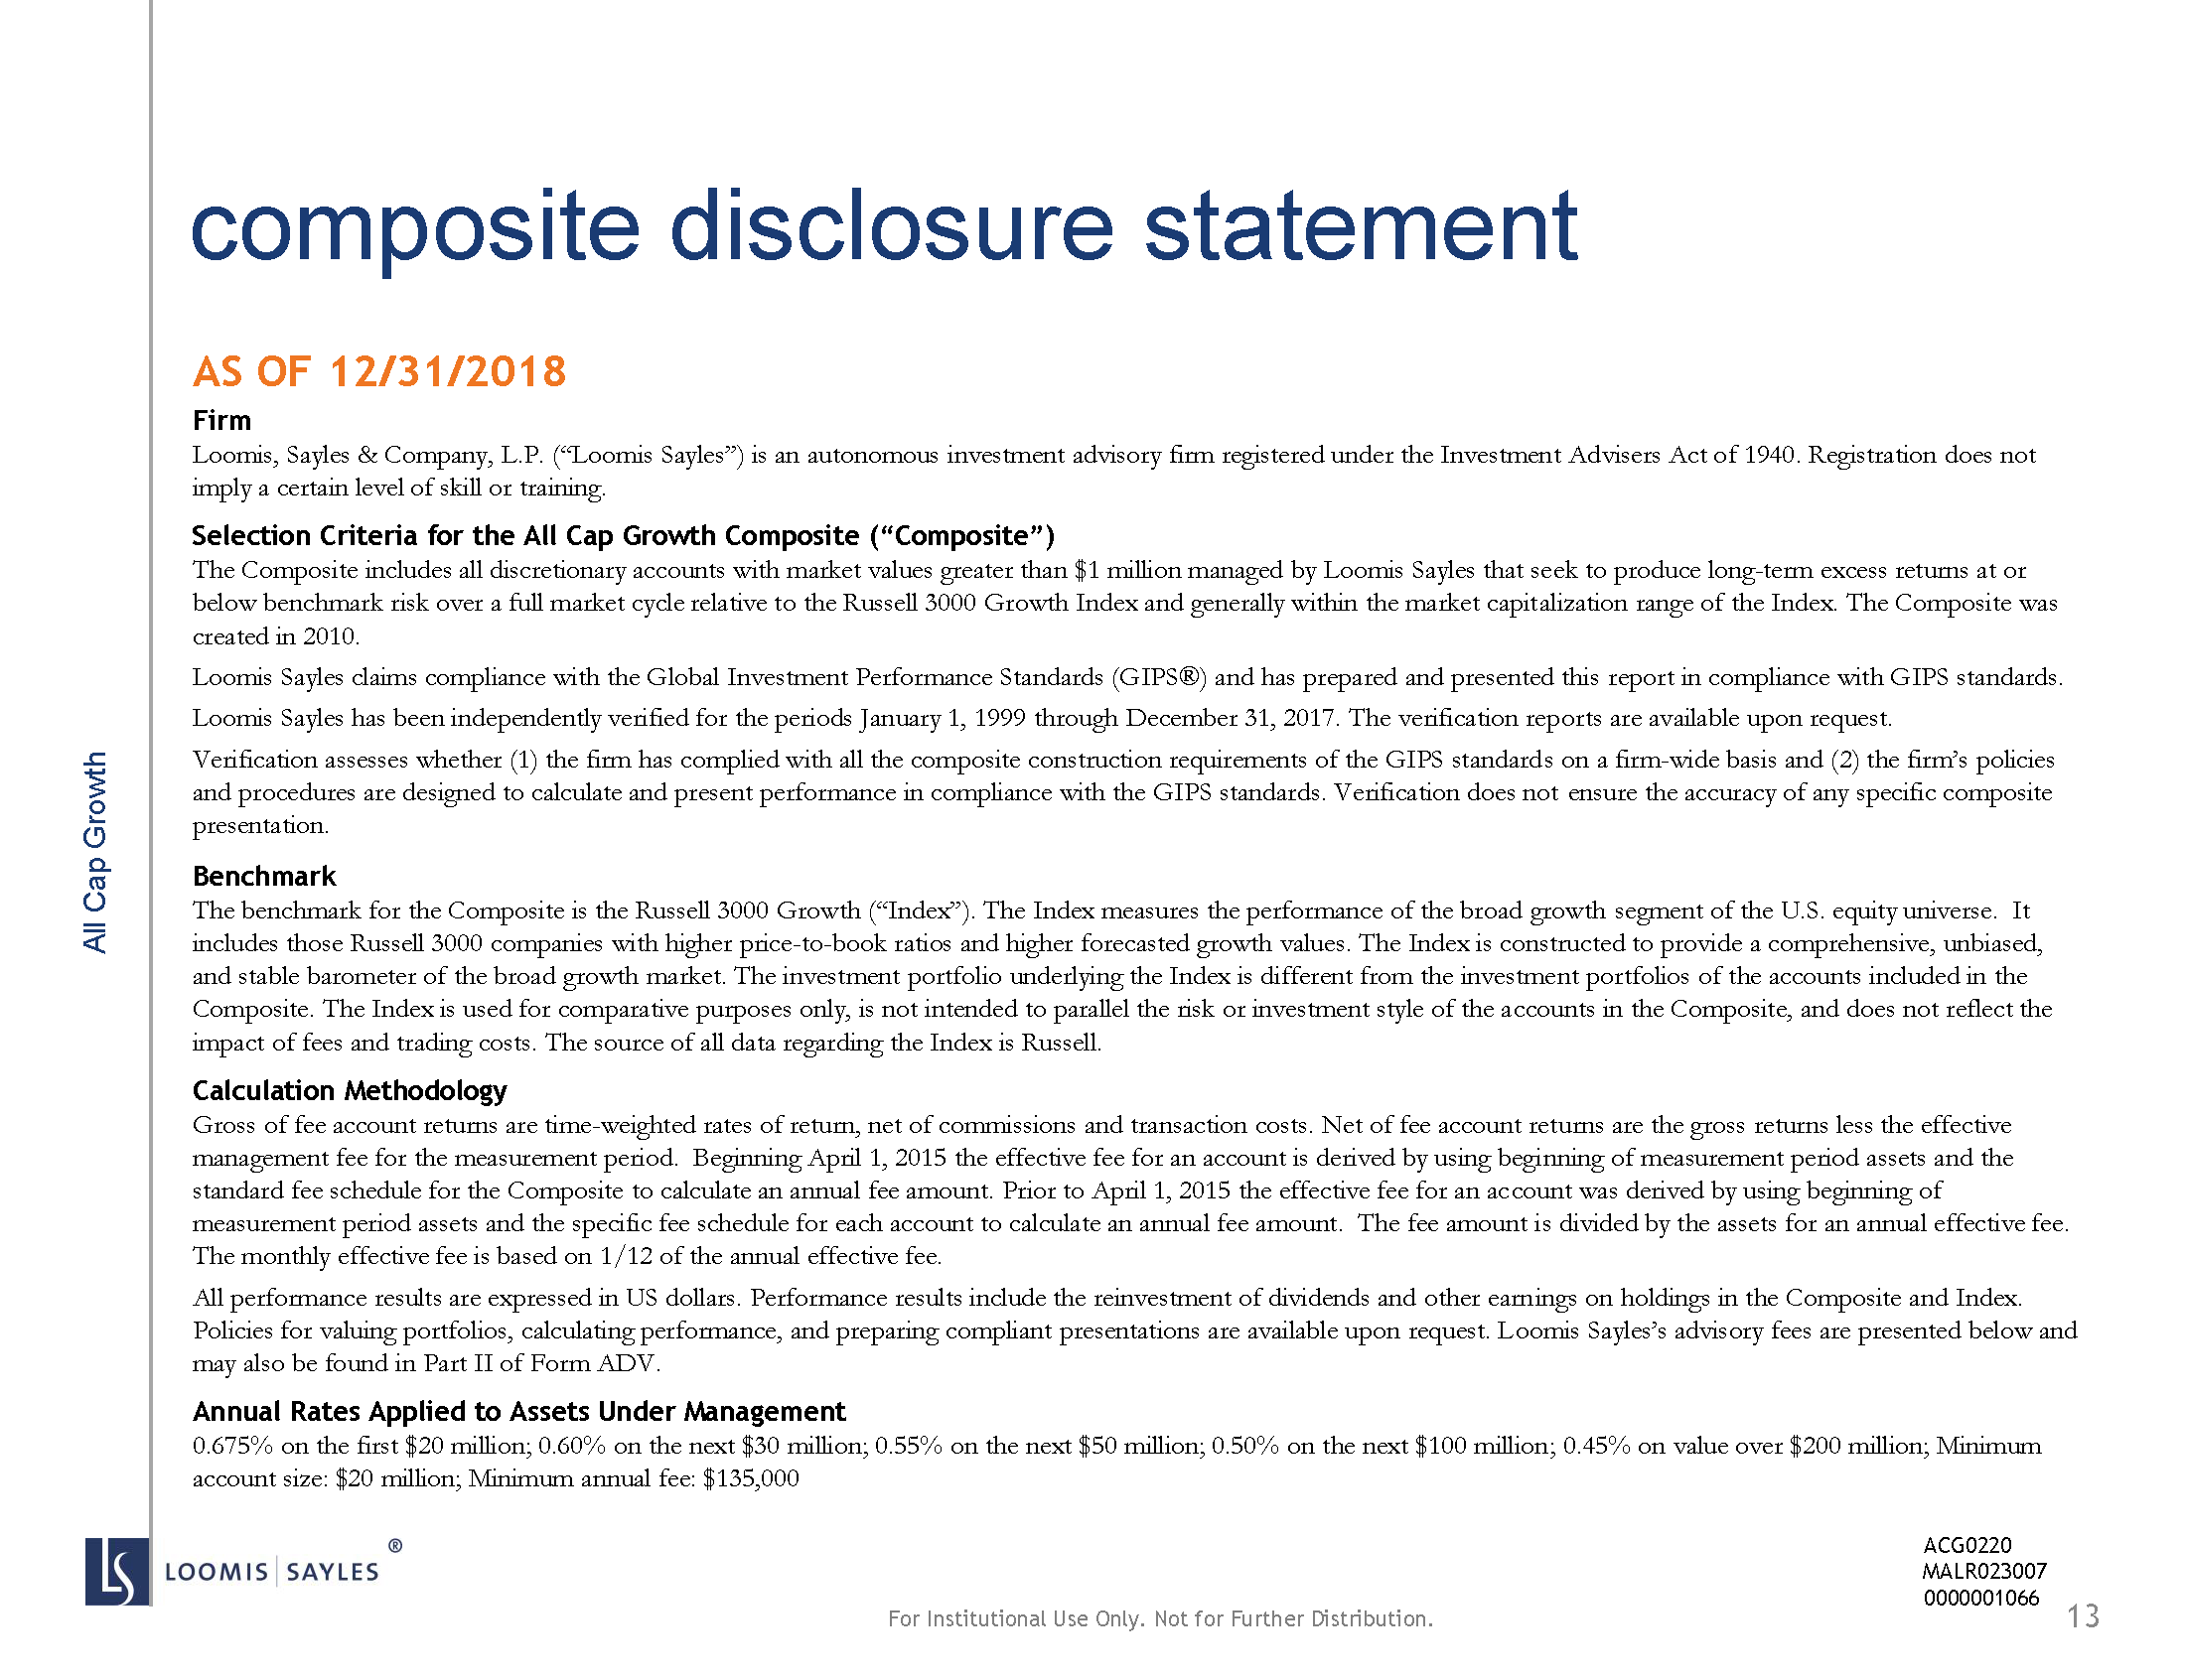 composite disclosure statement
AS OF 12/31/2018
Firm
Loomis, Sayles & Company, L.P. (“Loomis Sayles”) is an autonomous investment advisory firm registered under the Investment Advisers Act of 1940. Registration does not
imply a certain level of skill or training.
Selection Criteria for the All Cap Growth Composite (“Composite”)
The Composite includes all discretionary accounts with market values greater than $1 million managed by Loomis Sayles that seek to produce long-term excess returns at or
below benchmark risk over a full market cycle relative to the Russell 3000 Growth Index and generally within the market capitalization range of the Index. The Composite was
created in 2010.
Loomis Sayles claims compliance with the Global Investment Performance Standards (GIPS®) and has prepared and presented this report in compliance with GIPS standards.
Loomis Sayles has been independently verified for the periods January 1, 1999 through December 31, 2017. The verification reports are available upon request.
Verification assesses whether (1) the firm has complied with all the composite construction requirements of the GIPS standards on a firm-wide basis and (2) the firm’s policies
and procedures are designed to calculate and present performance in compliance with the GIPS standards. Verification does not ensure the accuracy of any specific composite
presentation.
Benchmark
The benchmark for the Composite is the Russell 3000 Growth (“Index”). The Index measures the performance of the broad growth segment of the U.S. equity universe. It
includes those Russell 3000 companies with higher price-to-book ratios and higher forecasted growth values. The Index is constructed to provide a comprehensive, unbiased,
and stable barometer of the broad growth market. The investment portfolio underlying the Index is different from the investment portfolios of the accounts included in the
Composite. The Index is used for comparative purposes only, is not intended to parallel the risk or investment style of the accounts in the Composite, and does not reflect the
impact of fees and trading costs. The source of all data regarding the Index is Russell.
Calculation Methodology
Gross of fee account returns are time-weighted rates of return, net of commissions and transaction costs. Net of fee account returns are the gross returns less the effective
management fee for the measurement period. Beginning April 1, 2015 the effective fee for an account is derived by using beginning of measurement period assets and the
standard fee schedule for the Composite to calculate an annual fee amount. Prior to April 1, 2015 the effective fee for an account was derived by using beginning of
measurement period assets and the specific fee schedule for each account to calculate an annual fee amount. The fee amount is divided by the assets for an annual effective fee.
The monthly effective fee is based on 1/12 of the annual effective fee.
All performance results are expressed in US dollars. Performance results include the reinvestment of dividends and other earnings on holdings in the Composite and Index.
Policies for valuing portfolios, calculating performance, and preparing compliant presentations are available upon request. Loomis Sayles’s advisory fees are presented below and
may also be found in Part II of Form ADV.
Annual Rates Applied to Assets Under Management
0.675% on the first $20 million; 0.60% on the next $30 million; 0.55% on the next $50 million; 0.50% on the next $100 million; 0.45% on value over $200 million; Minimum
account size: $20 million; Minimum annual fee: $135,000
All Cap Growth
LS LOOMIS | SAYLES ®
ACG0220
MALR023007
0000001066
For Institutional Use Only. Not for Further Distribution.
13